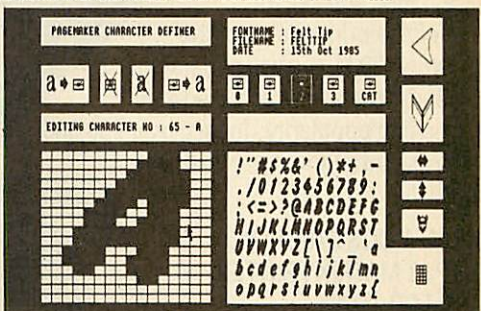 PAGEMAKER CHARACTER DEFINER
FONTNAME : Felt Tip
FILENAME : FELTTIP
DATE : 15th Oct 1985
a a a
0 1 2 3 CAT
EDITING CHARACTER NO : 65 - A
!"#$%&'()*+,-
./0123456789:
;<=>?@ABCDEFG
HIJKLMNOPQRST
UVWXYZ[\]^_'a
bcdefghijklmn
opqrstuvwxyz{